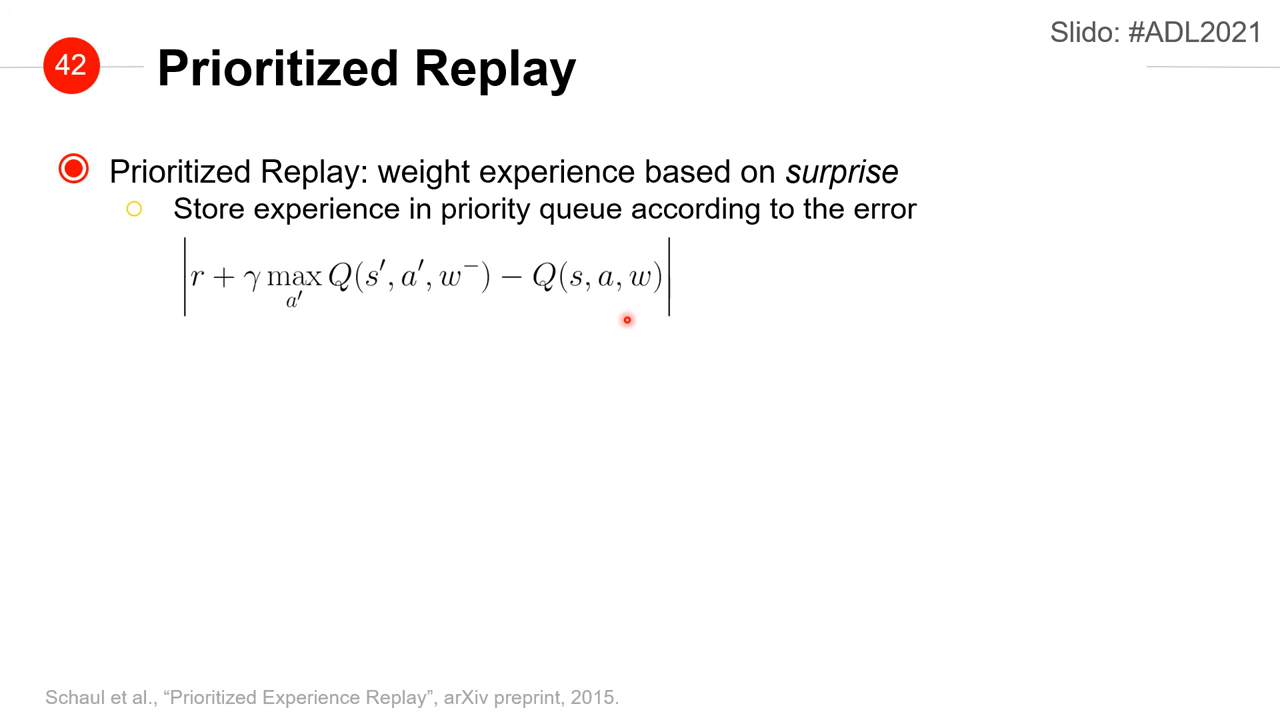 Slido: #ADL2021
42
Prioritized Replay
Prioritized Replay: weight experience based on surprise
Store experience in priority queue according to the error
|r + γ max_{a′} Q(s′, a′, w⁻) − Q(s, a, w)|
Schaul et al., “Prioritized Experience Replay”, arXiv preprint, 2015.